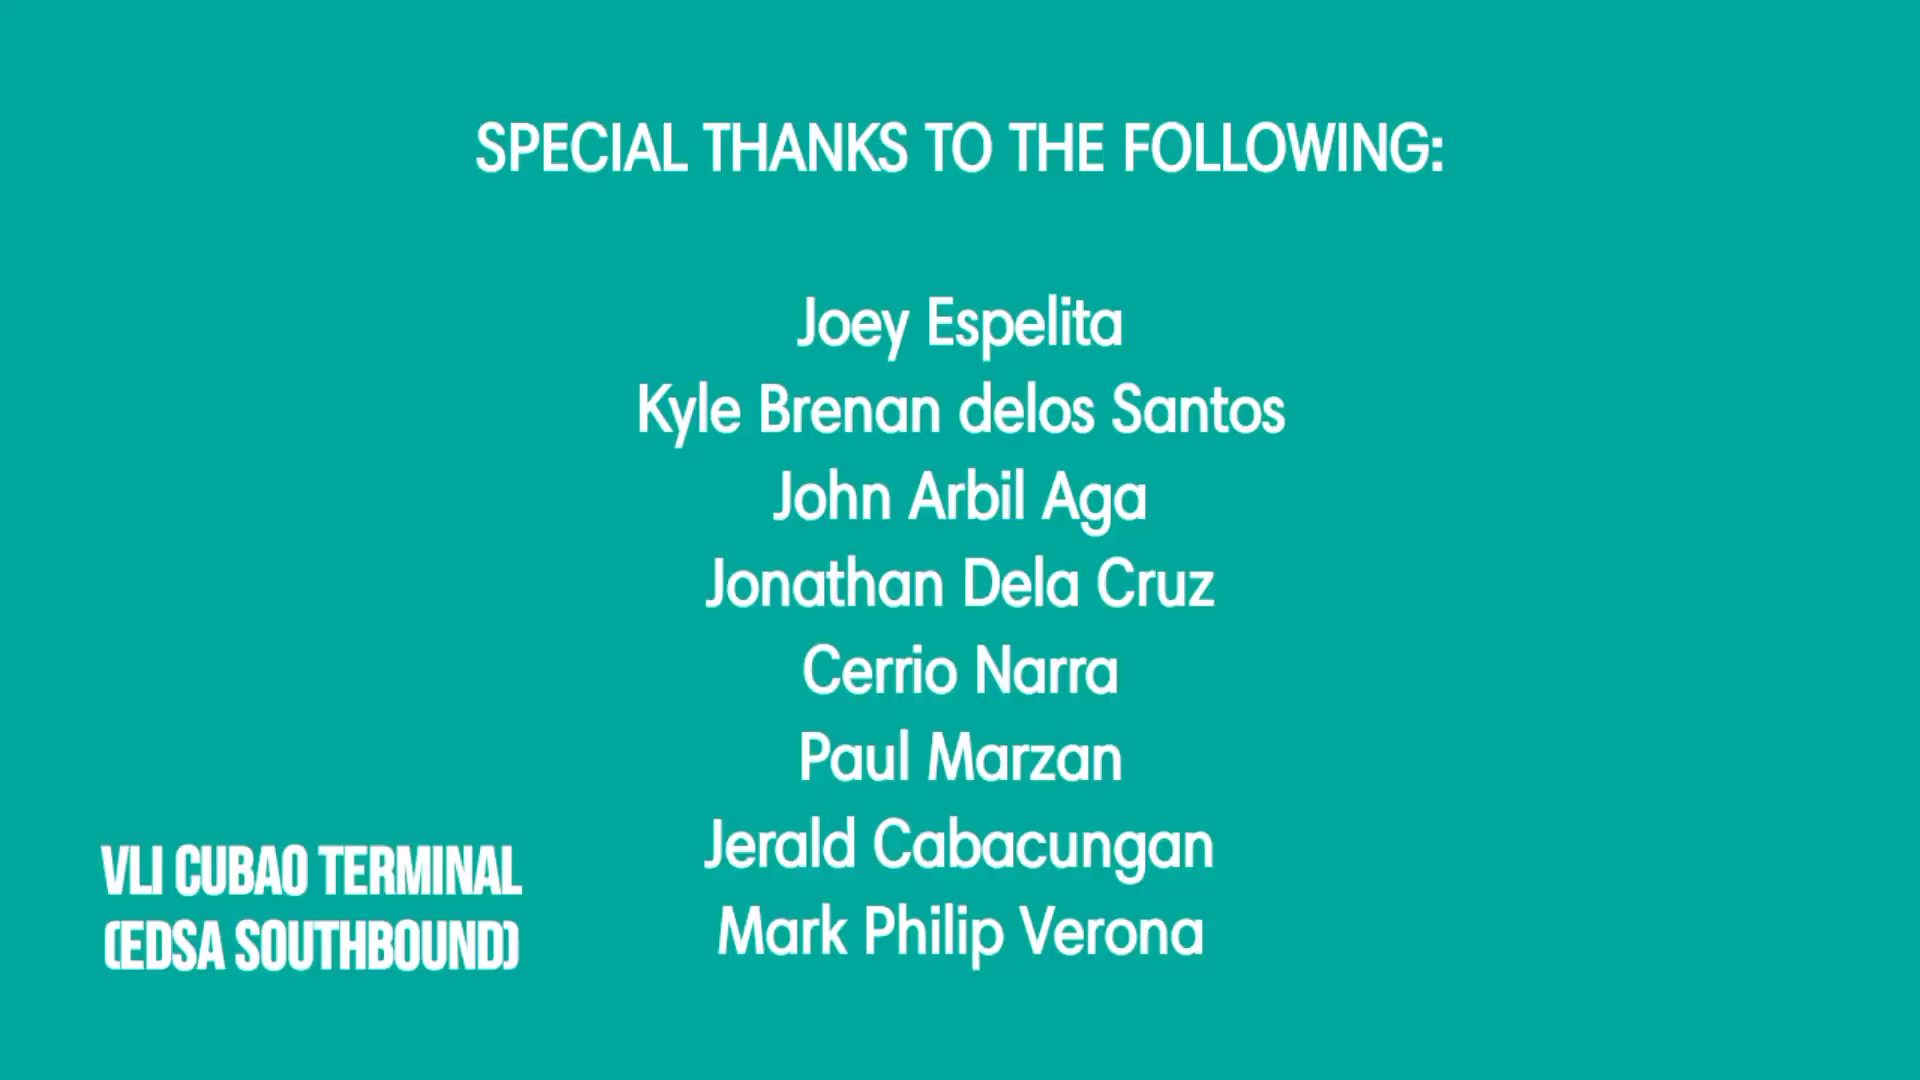 SPECIAL THANKS TO THE FOLLOWING:
Joey Espelita
Kyle Brenan delos Santos
John Arbil Aga
Jonathan Dela Cruz
Cerrio Narra
Paul Marzan
Jerald Cabacungan
Mark Philip Verona
VLI CUBAO TERMINAL
(EDSA SOUTHBOUND)